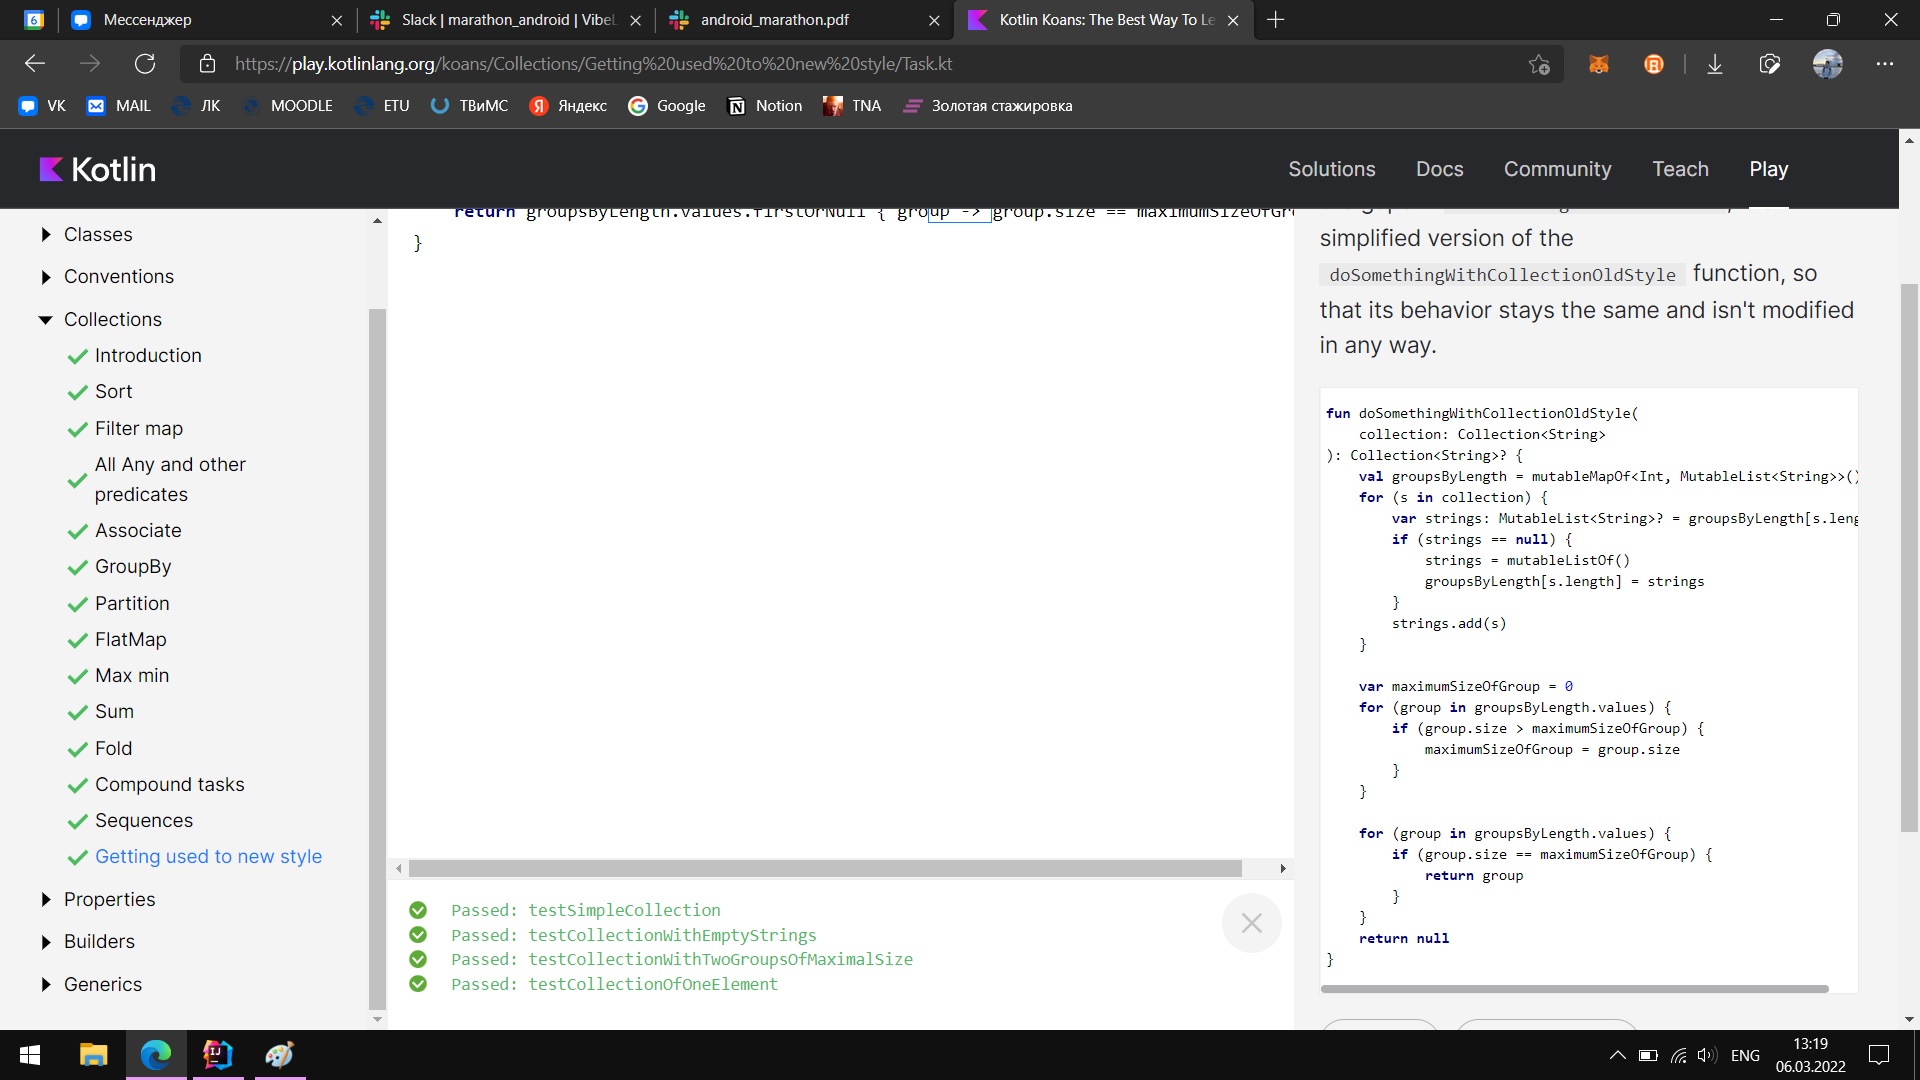 6
Мессенджер
Slack | marathon_android | VibeL
android_marathon.pdf
Kotlin Koans: The Best Way To Le
https://play.kotlinlang.org/koans/Collections/Getting%20used%20to%20new%20style/Task.kt
VK MAIL ЛК MOODLE ETU ТВиМС Яндекс Google Notion TNA Золотая стажировка
Kotlin
Solutions Docs Community Teach Play
Classes
Conventions
Collections
Introduction
Sort
Filter map
All Any and other
predicates
Associate
GroupBy
Partition
FlatMap
Max min
Sum
Fold
Compound tasks
Sequences
Getting used to new style
Properties
Builders
Generics
return groupsByLength.values.firstOrNull { group -> group.size == maximumSizeOfGr
}
Passed: testSimpleCollection
Passed: testCollectionWithEmptyStrings
Passed: testCollectionWithTwoGroupsOfMaximalSize
Passed: testCollectionOfOneElement
simplified version of the
doSomethingWithCollectionOldStyle function, so
that its behavior stays the same and isn't modified
in any way.
fun doSomethingWithCollectionOldStyle(
collection: Collection<String>
): Collection<String>? {
val groupsByLength = mutableMapOf<Int, MutableList<String>>()
for (s in collection) {
var strings: MutableList<String>? = groupsByLength[s.leng
if (strings == null) {
strings = mutableListOf()
groupsByLength[s.length] = strings
}
strings.add(s)
}
var maximumSizeOfGroup = 0
for (group in groupsByLength.values) {
if (group.size > maximumSizeOfGroup) {
maximumSizeOfGroup = group.size
}
}
for (group in groupsByLength.values) {
if (group.size == maximumSizeOfGroup) {
return group
}
}
return null
}
ENG
13:19
06.03.2022